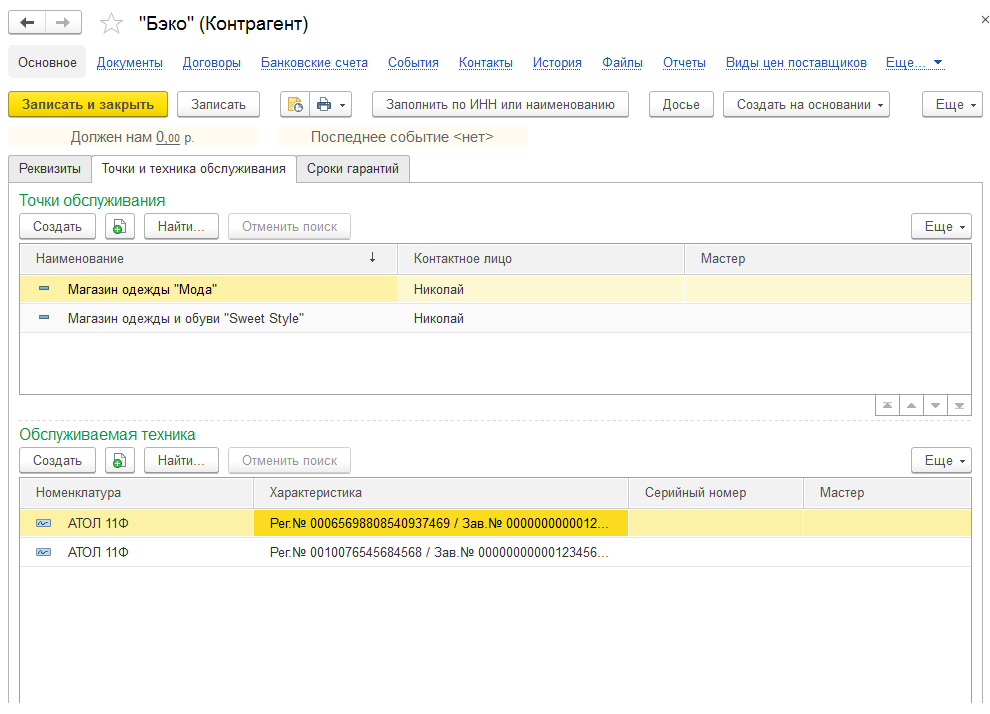 "Бэко" (Контрагент)
Основное Документы Договоры Банковские счета События Контакты История Файлы Отчеты Виды цен поставщиков Еще...
Записать и закрыть Записать Заполнить по ИНН или наименованию Досье Создать на основании Еще
Должен нам 0,00 р. Последнее событие <нет>
Реквизиты Точки и техника обслуживания Сроки гарантий
Точки обслуживания
Создать Найти... Отменить поиск Еще
Наименование ↓ Контактное лицо Мастер
Магазин одежды "Мода" Николай
Магазин одежды и обуви "Sweet Style" Николай
Обслуживаемая техника
Создать Найти... Отменить поиск Еще
Номенклатура Характеристика Серийный номер Мастер
АТОЛ 11Ф Рег.№ 00065698808540937469 / Зав.№ 0000000000012...
АТОЛ 11Ф Рег.№ 0010076545684568 / Зав.№ 00000000000123456...